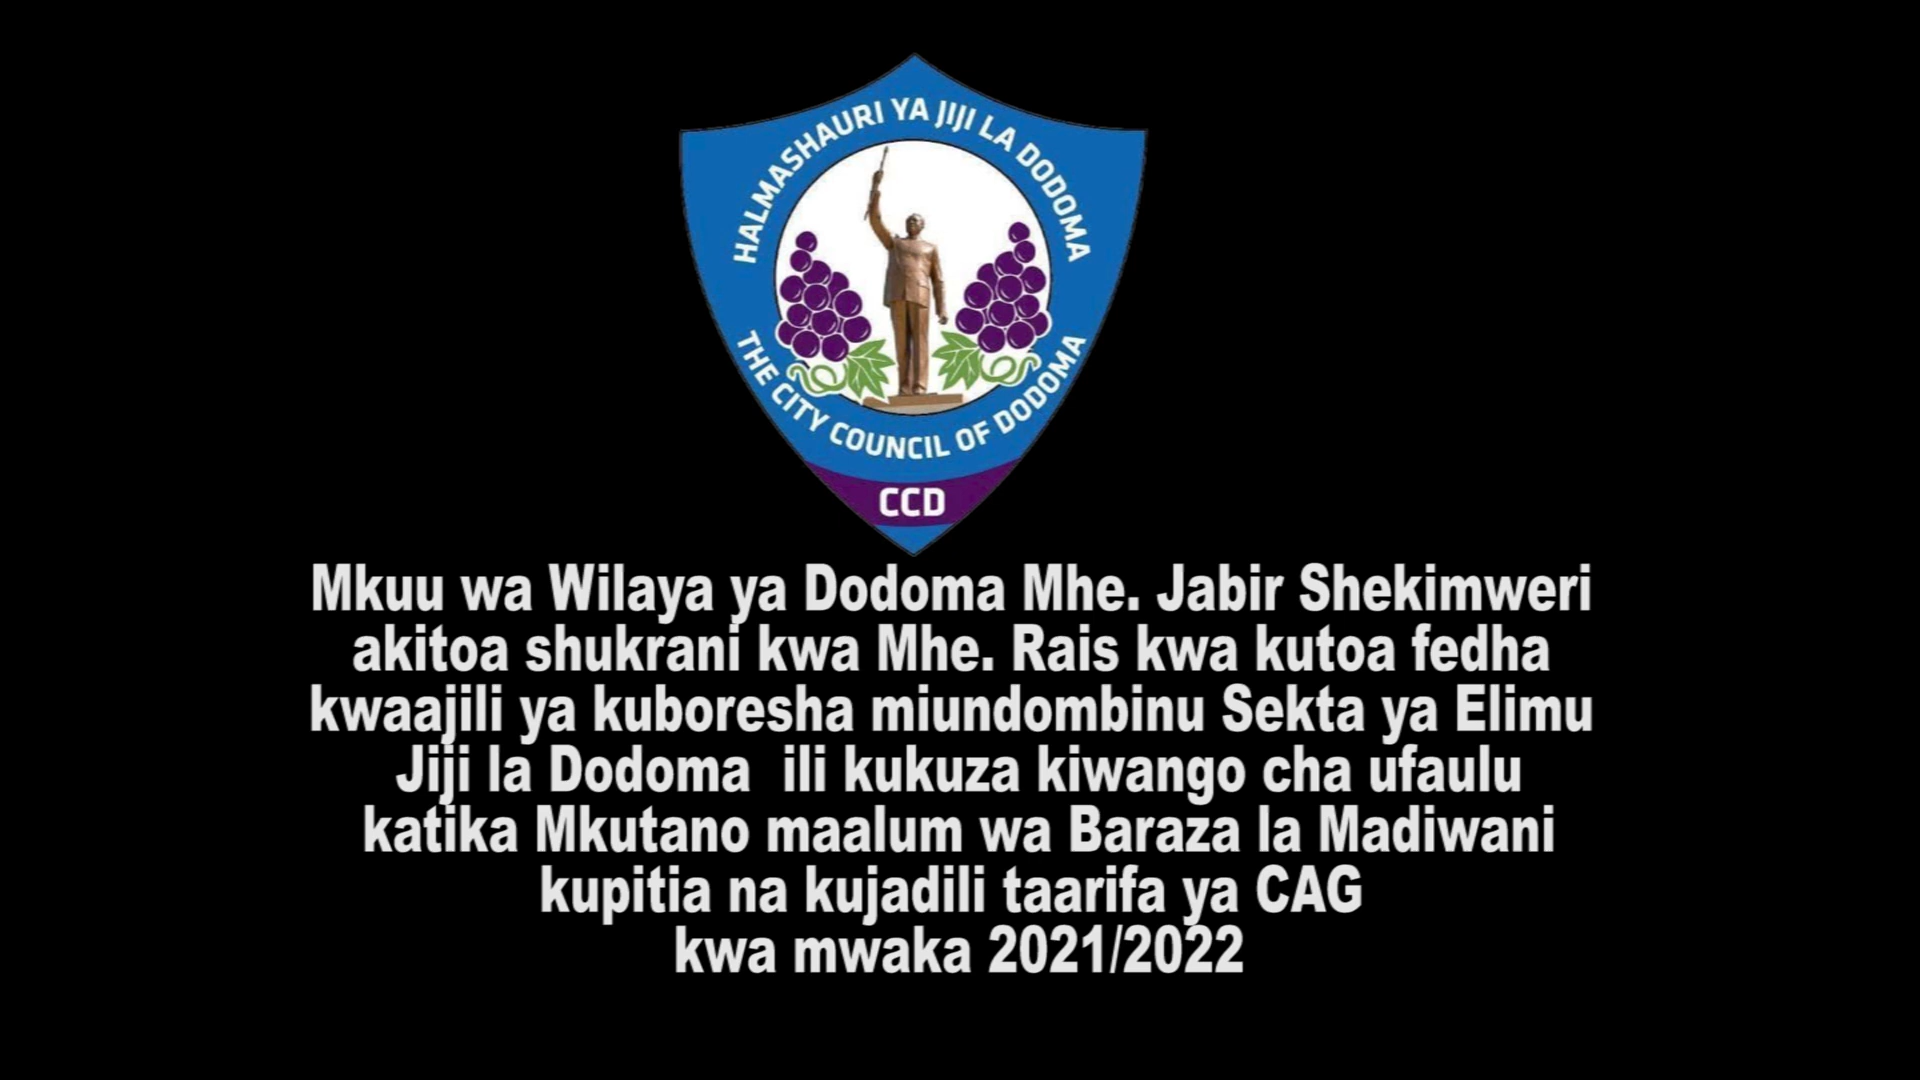 HALMASHAURI YA JIJI LA DODOMA
THE CITY COUNCIL OF DODOMA
CCD
Mkuu wa Wilaya ya Dodoma Mhe. Jabir Shekimweri
akitoa shukrani kwa Mhe. Rais kwa kutoa fedha
kwaajili ya kuboresha miundombinu Sekta ya Elimu
Jiji la Dodoma ili kukuza kiwango cha ufaulu
katika Mkutano maalum wa Baraza la Madiwani
kupitia na kujadili taarifa ya CAG
kwa mwaka 2021/2022